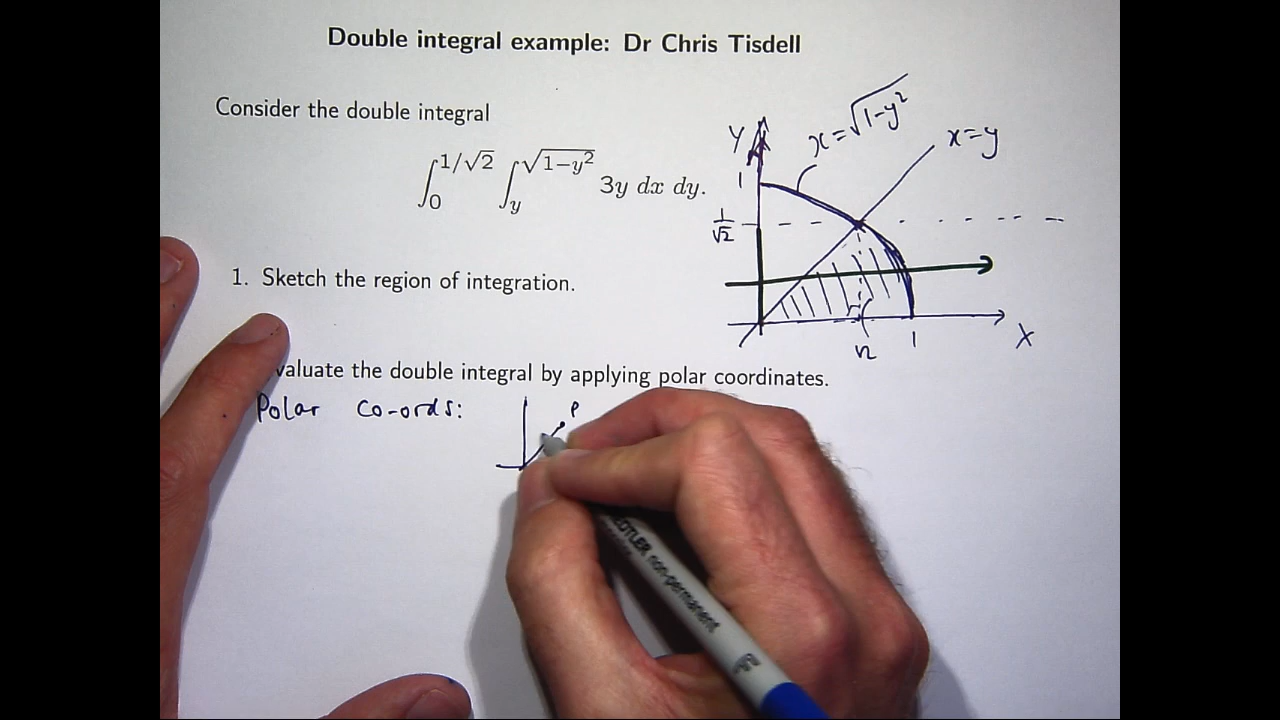 Double integral example: Dr Chris Tisdell
Consider the double integral
∫_0^{1/√2} ∫_y^{√(1−y²)} 3y dx dy.
x=√(1-y²)
x=y
Y
1
1/√2
1
X
1. Sketch the region of integration.
valuate the double integral by applying polar coordinates.
Polar Co-ords:
P
non-permanent
F